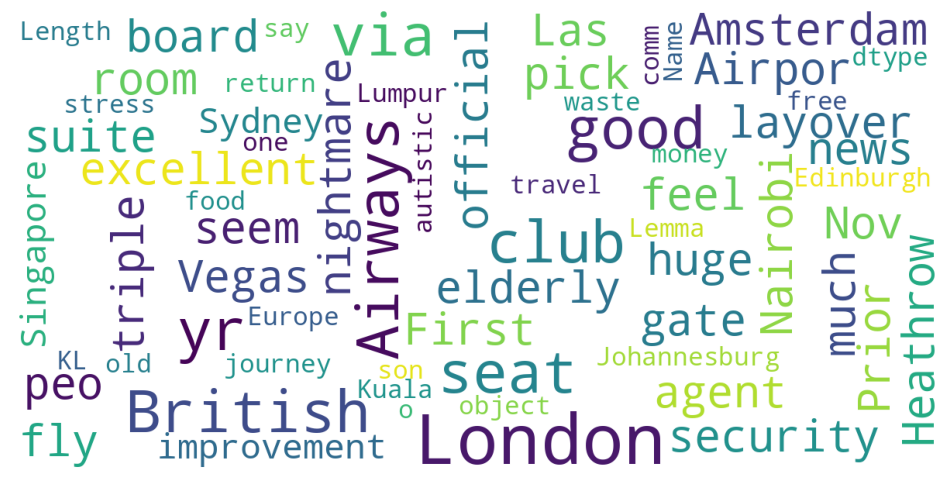 Length
board
say
via
official
Las
comm
Name
Amsterdam
room
return
nightmare
Lumpur
pick
Airpor
dtype
stress
Sydney
Airways
autistic
waste
free
suite
one
good
layover
news
excellent
money
Nairobi
Edinburgh
Singapore
triple
food
seem
travel
feel
Lemma
Nov
Vegas
club
huge
much
Heathrow
yr
Europe
elderly
gate
Prior
First
KL
old
journey
son
seat
Johannesburg
peo
Kuala
agent
British
o
object
fly
improvement
London
security